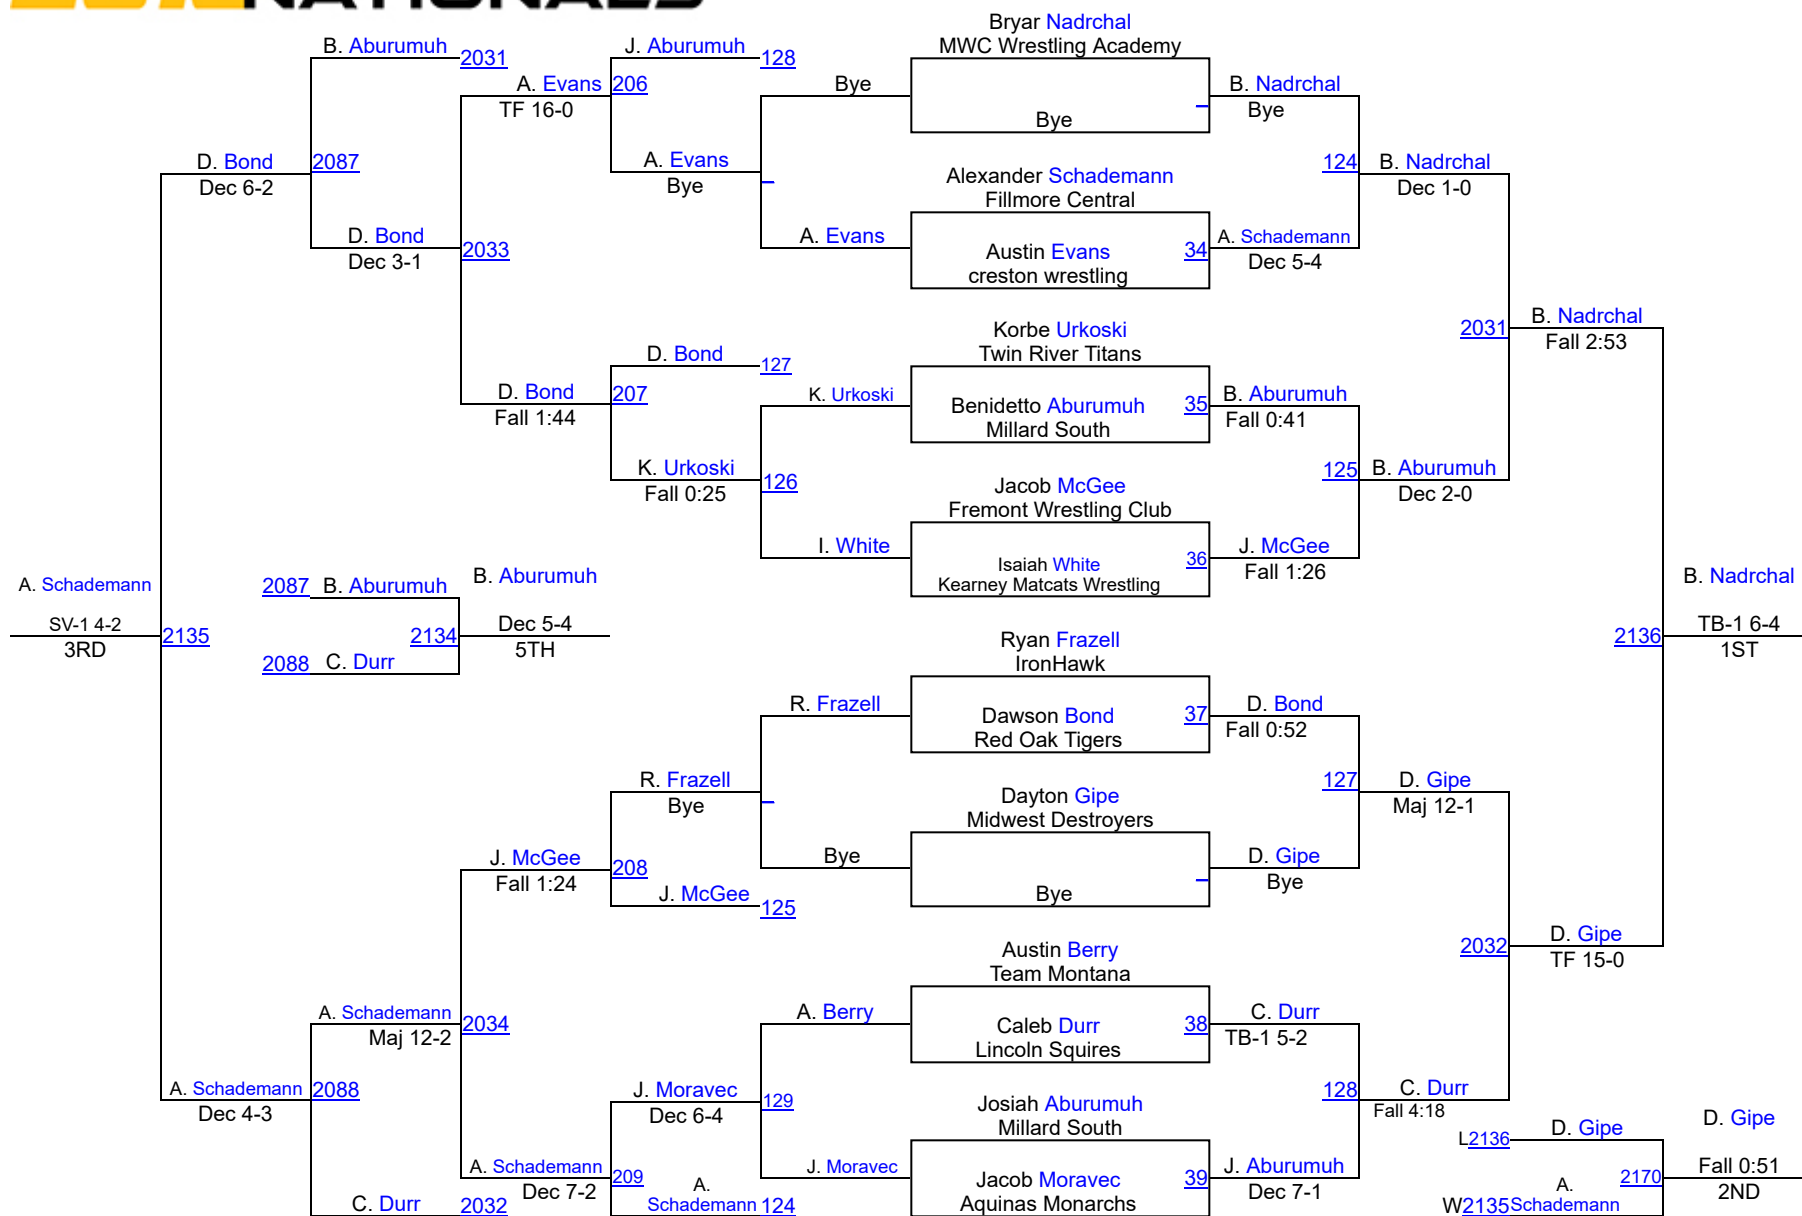 2016 NATIONALS
Bryar Nadrchal
MWC Wrestling Academy
Bye
Alexander Schademann
Fillmore Central
Austin Evans
creston wrestling
34
Korbe Urkoski
Twin River Titans
Benidetto Aburumuh
Millard South
35
Jacob McGee
Fremont Wrestling Club
Isaiah White
Kearney Matcats Wrestling
36
Ryan Frazell
IronHawk
Dawson Bond
Red Oak Tigers
37
Dayton Gipe
Midwest Destroyers
Bye
Austin Berry
Team Montana
Caleb Durr
Lincoln Squires
38
Josiah Aburumuh
Millard South
Jacob Moravec
Aquinas Monarchs
39
B. Nadrchal
Bye
A. Schademann
Dec 5-4
B. Aburumuh
Fall 0:41
J. McGee
Fall 1:26
D. Bond
Fall 0:52
D. Gipe
Bye
C. Durr
TB-1 5-2
J. Aburumuh
Dec 7-1
124
B. Nadrchal
Dec 1-0
125
B. Aburumuh
Dec 2-0
127
D. Gipe
Maj 12-1
128
C. Durr
Fall 4:18
2031
B. Nadrchal
Fall 2:53
2032
D. Gipe
TF 15-0
B. Nadrchal
2136
TB-1 6-4
1ST
L2136
D. Gipe
W2135
A.
Schademann
2170
D. Gipe
Fall 0:51
2ND
Bye
A. Evans
K. Urkoski
I. White
R. Frazell
Bye
A. Berry
J. Moravec
J. Aburumuh
128
A. Evans
Bye
D. Bond
127
K. Urkoski
Fall 0:25
126
R. Frazell
Bye
J. McGee
125
J. Moravec
Dec 6-4
129
A.
Schademann 124
A. Evans
TF 16-0
206
D. Bond
Fall 1:44
207
J. McGee
Fall 1:24
208
A. Schademann
Dec 7-2
209
B. Aburumuh
2031
D. Bond
Dec 3-1
2033
A. Schademann
Maj 12-2
2034
C. Durr
2032
D. Bond
Dec 6-2
2087
A. Schademann
Dec 4-3
2088
A. Schademann
SV-1 4-2
3RD
2135
2087
B. Aburumuh
2088
C. Durr
2134
B. Aburumuh
Dec 5-4
5TH